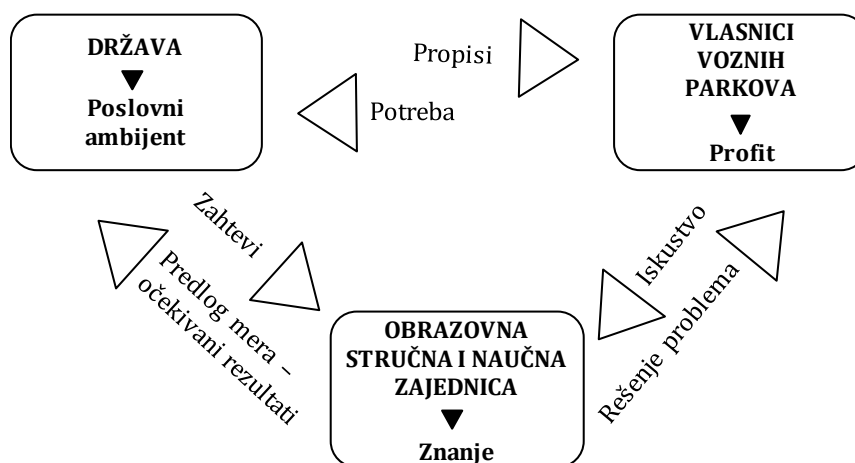 DRŽAVA
Poslovni
ambijent
Propisi
Potreba
VLASNICI
VOZNIH
PARKOVA
Profit
Zahtevi
Predlog mera –
očekivani rezultati
Iskustvo
Rešenje problema
OBRAZOVNA
STRUČNA I NAUČNA
ZAJEDNICA
Znanje